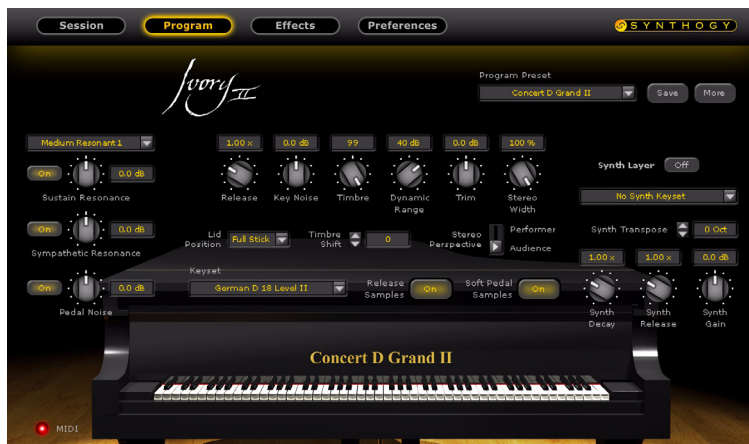 Session Program Effects Preferences SYNTHOGY
Ivory II
Program Preset
Concert D Grand II Save More
Medium Resonant 1 1.00 x 0.0 dB 99 40 dB 0.0 dB 100 %
Synth Layer Off
On 0.0 dB
Sustain Resonance Release Key Noise Timbre Dynamic Range Trim Stereo Width
No Synth Keyset
On 0.0 dB
Sympathetic Resonance
Lid Position Full Stick Timbre Shift 0 Stereo Perspective Performer Audience
Synth Transpose 0 Oct
1.00 x 1.00 x 0.0 dB
Keyset
On 0.0 dB German D 18 Level II Release Samples On Soft Pedal Samples On
Pedal Noise Synth Decay Synth Release Synth Gain
Concert D Grand II
MIDI